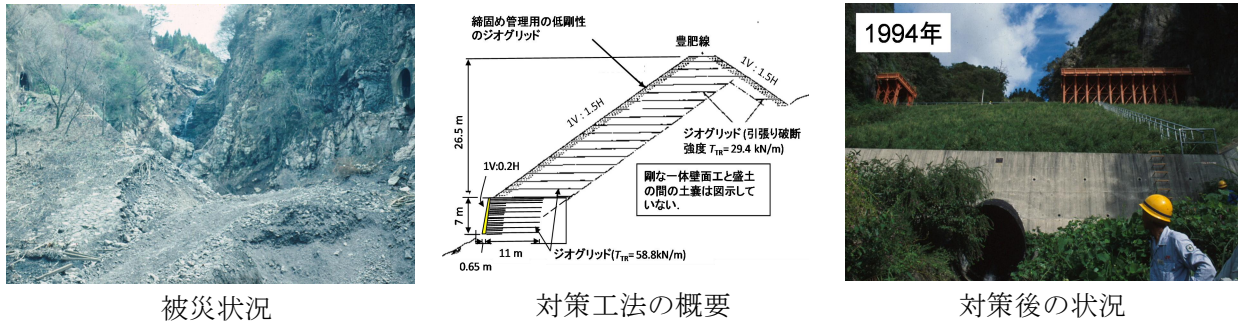 締固め管理用の低剛性
のジオグリッド
豊肥線
1V:1.5H
1V:1.5H
26.5 m
ジオグリッド (引張り破断
強度 TTR= 29.4 kN/m)
1V:0.2H
剛な一体壁面工と盛土
の間の土嚢は図示して
いない.
7 m
0.65 m
11 m
ジオグリッド(TTR= 58.8kN/m)
1994年
被災状況
対策工法の概要
対策後の状況